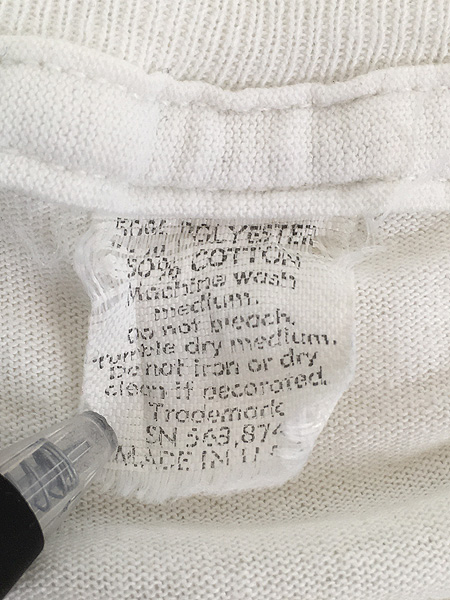 50% POLYESTER
50% COTTON
Machine wash
medium.
Do not bleach.
Tumble dry medium.
Do not iron or dry
clean if decorated.
Trademark
SN 563,874
MADE IN U.S.